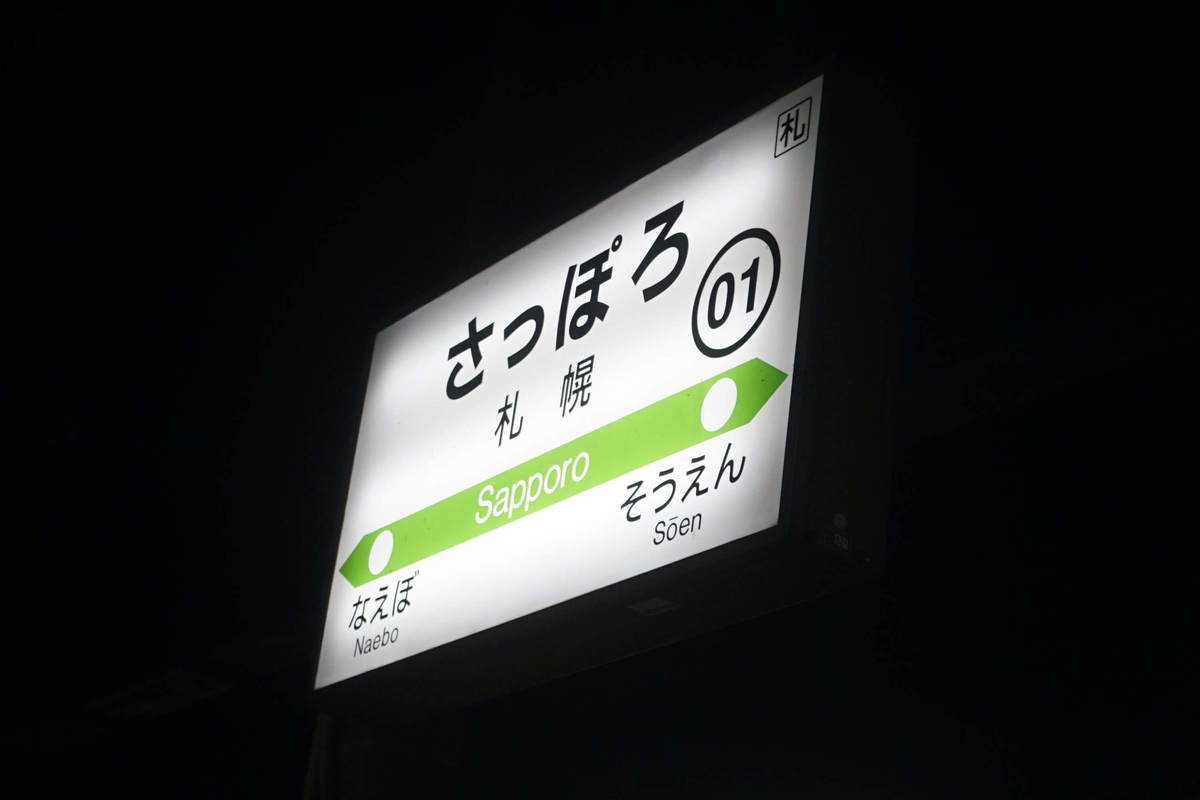 札
さっぽろ
01
札幌
Sapporo
なえぼ
Naebo
そうえん
Sōen